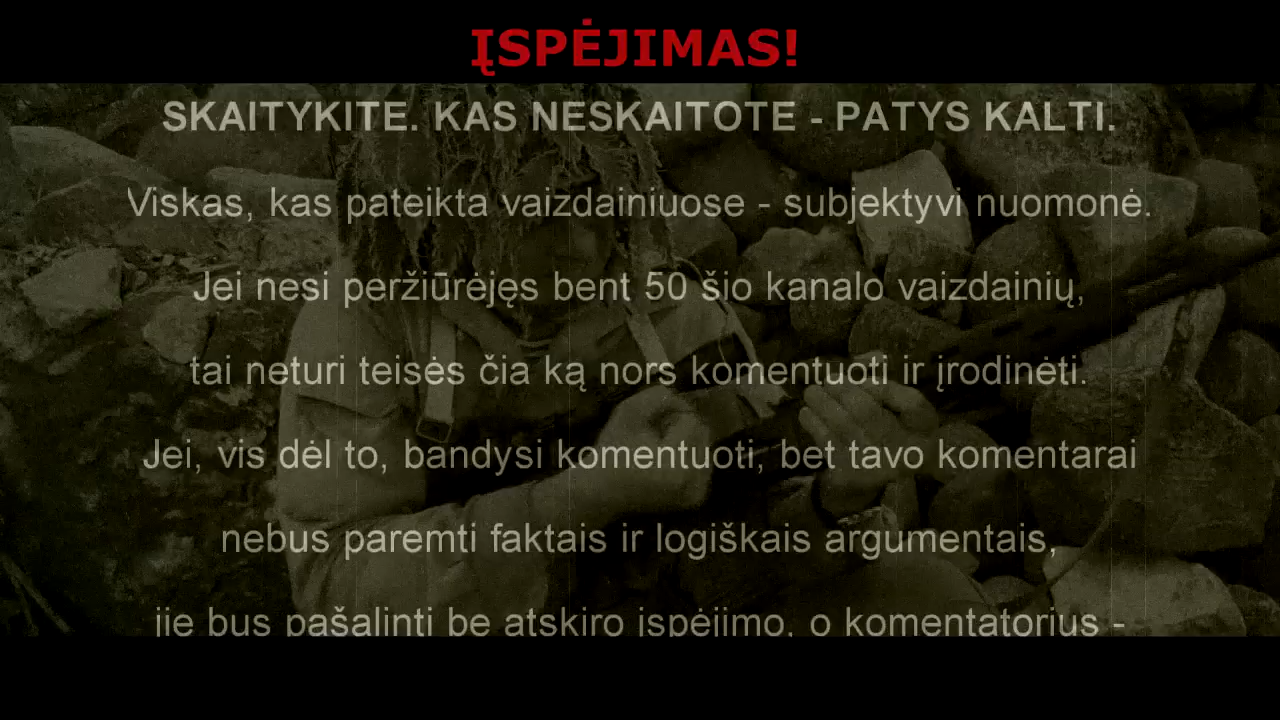 ĮSPĖJIMAS!
SKAITYKITE. KAS NESKAITOTE - PATYS KALTI.
Viskas, kas pateikta vaizdainiuose - subjektyvi nuomonė.
Jei nesi peržiūrėjęs bent 50 šio kanalo vaizdainių,
tai neturi teisės čia ką nors komentuoti ir įrodinėti.
Jei, vis dėl to, bandysi komentuoti, bet tavo komentarai
nebus paremti faktais ir logiškais argumentais,
jie bus pašalinti be atskiro įspėjimo, o komentatorius -